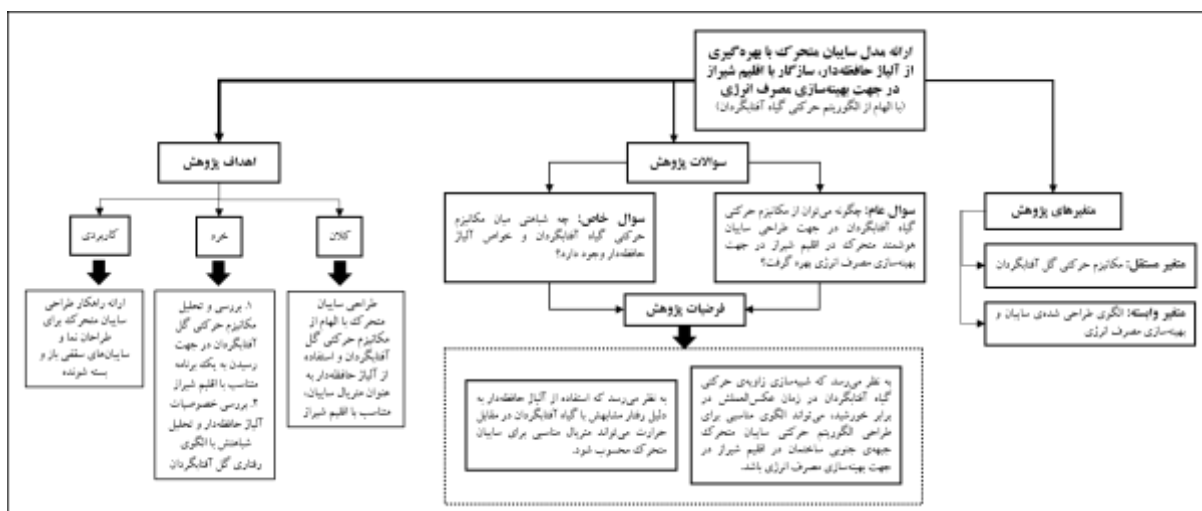 ارائه مدل سایبان متحرک با بهره‌گیری
از آلیاژ حافظه‌دار، سازگار با اقلیم شیراز
در جهت بهینه‌سازی مصرف انرژی
(با الهام از الگوریتم حرکتی گیاه آفتابگردان)
متغیرهای پژوهش
متغیر مستقل: مکانیزم حرکتی گل آفتابگردان
متغیر وابسته: الگوی طراحی شده‌ی سایبان و
بهینه‌سازی مصرف انرژی
سوالات پژوهش
سوال عام: چگونه می‌توان از مکانیزم حرکتی
گیاه آفتابگردان در جهت طراحی سایبان
هوشمند متحرک در اقلیم شیراز در جهت
بهینه‌سازی مصرف انرژی بهره گرفت؟
سوال خاص: چه شباهتی میان مکانیزم
حرکتی گیاه آفتابگردان و خواص آلیاژ
حافظه‌دار وجود دارد؟
فرضیات پژوهش
به نظر می‌رسد که شبیه‌سازی زاویه‌ی حرکتی
گیاه آفتابگردان در زمان عکس‌العملش در
برابر خورشید، می‌تواند الگوی مناسبی برای
طراحی الگوریتم حرکتی سایبان متحرک
جبهه‌ی جنوبی ساختمان در اقلیم شیراز در
جهت بهینه‌سازی مصرف انرژی باشد.
به نظر می‌رسد که استفاده از آلیاژ حافظه‌دار به
دلیل رفتار مشابهش با گیاه آفتابگردان در مقابل
حرارت می‌تواند متریال مناسبی برای سایبان
متحرک محسوب شود.
اهداف پژوهش
کلان
طراحی سایبان
متحرک با الهام از
مکانیزم حرکتی گل
آفتابگردان و استفاده
از آلیاژ حافظه‌دار به
عنوان متریال سایبان،
متناسب با اقلیم شیراز
خرد
۱. بررسی و تحلیل
مکانیزم حرکتی گل
آفتابگردان در جهت
رسیدن به یک برنامه
متناسب با اقلیم شیراز
۲. بررسی خصوصیات
آلیاژ حافظه‌دار و تحلیل
شباهتش با الگوی
رفتاری گل آفتابگردان
کاربردی
ارائه راهکار طراحی
سایبان متحرک برای
طراحان نما و
سایبان‌های سقفی باز و
بسته شونده